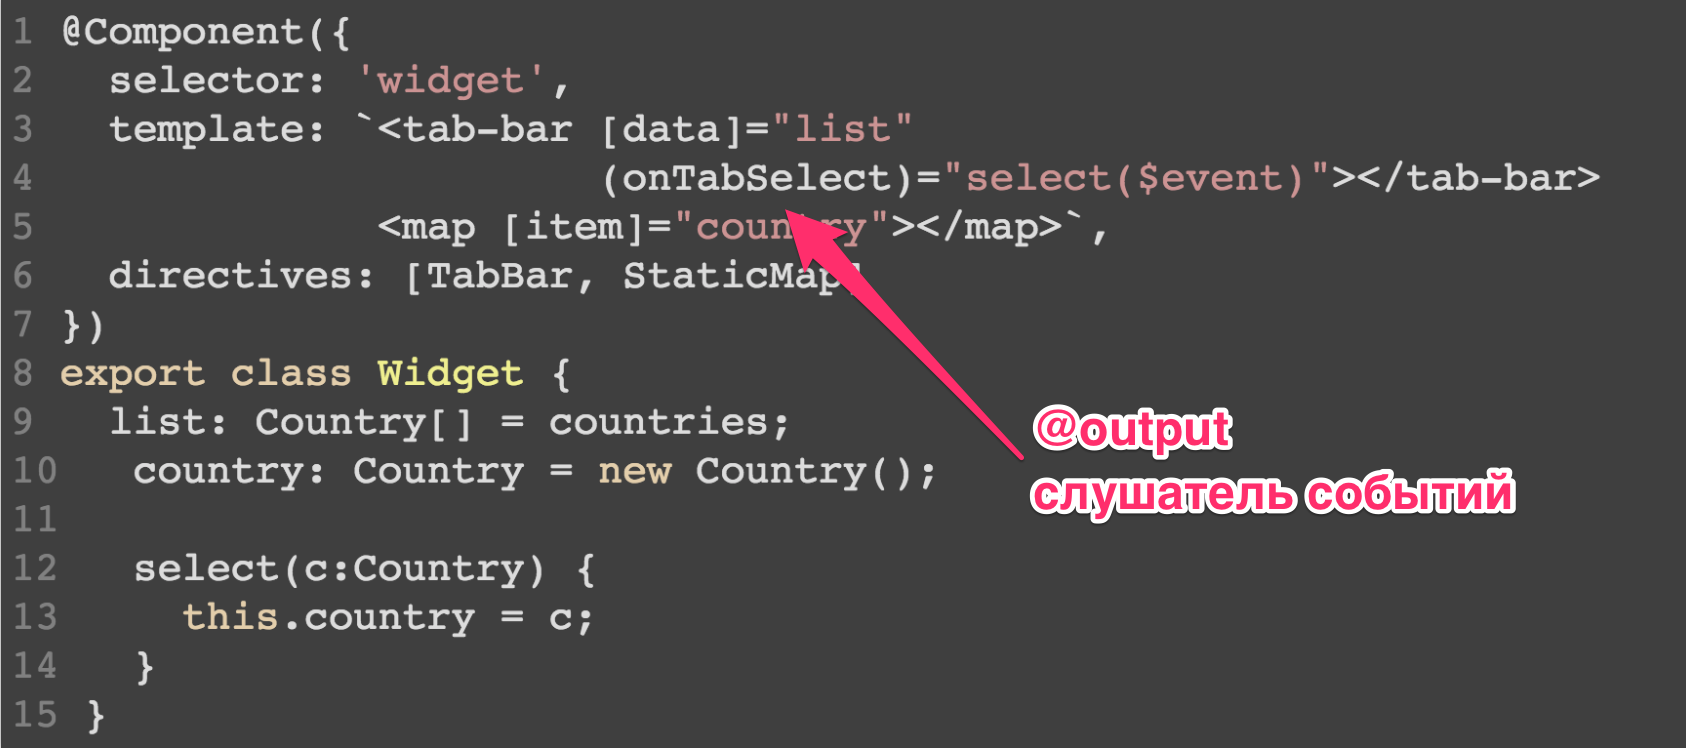 1 @Component({
2   selector: 'widget',
3   template: `<tab-bar [data]="list"
4                       (onTabSelect)="select($event)"></tab-bar>
5              <map [item]="country"></map>`,
6   directives: [TabBar, StaticMap]
7 })
8 export class Widget {
9   list: Country[] = countries;
10   country: Country = new Country();
11
12   select(c:Country) {
13     this.country = c;
14   }
15 }
@output
слушатель событий